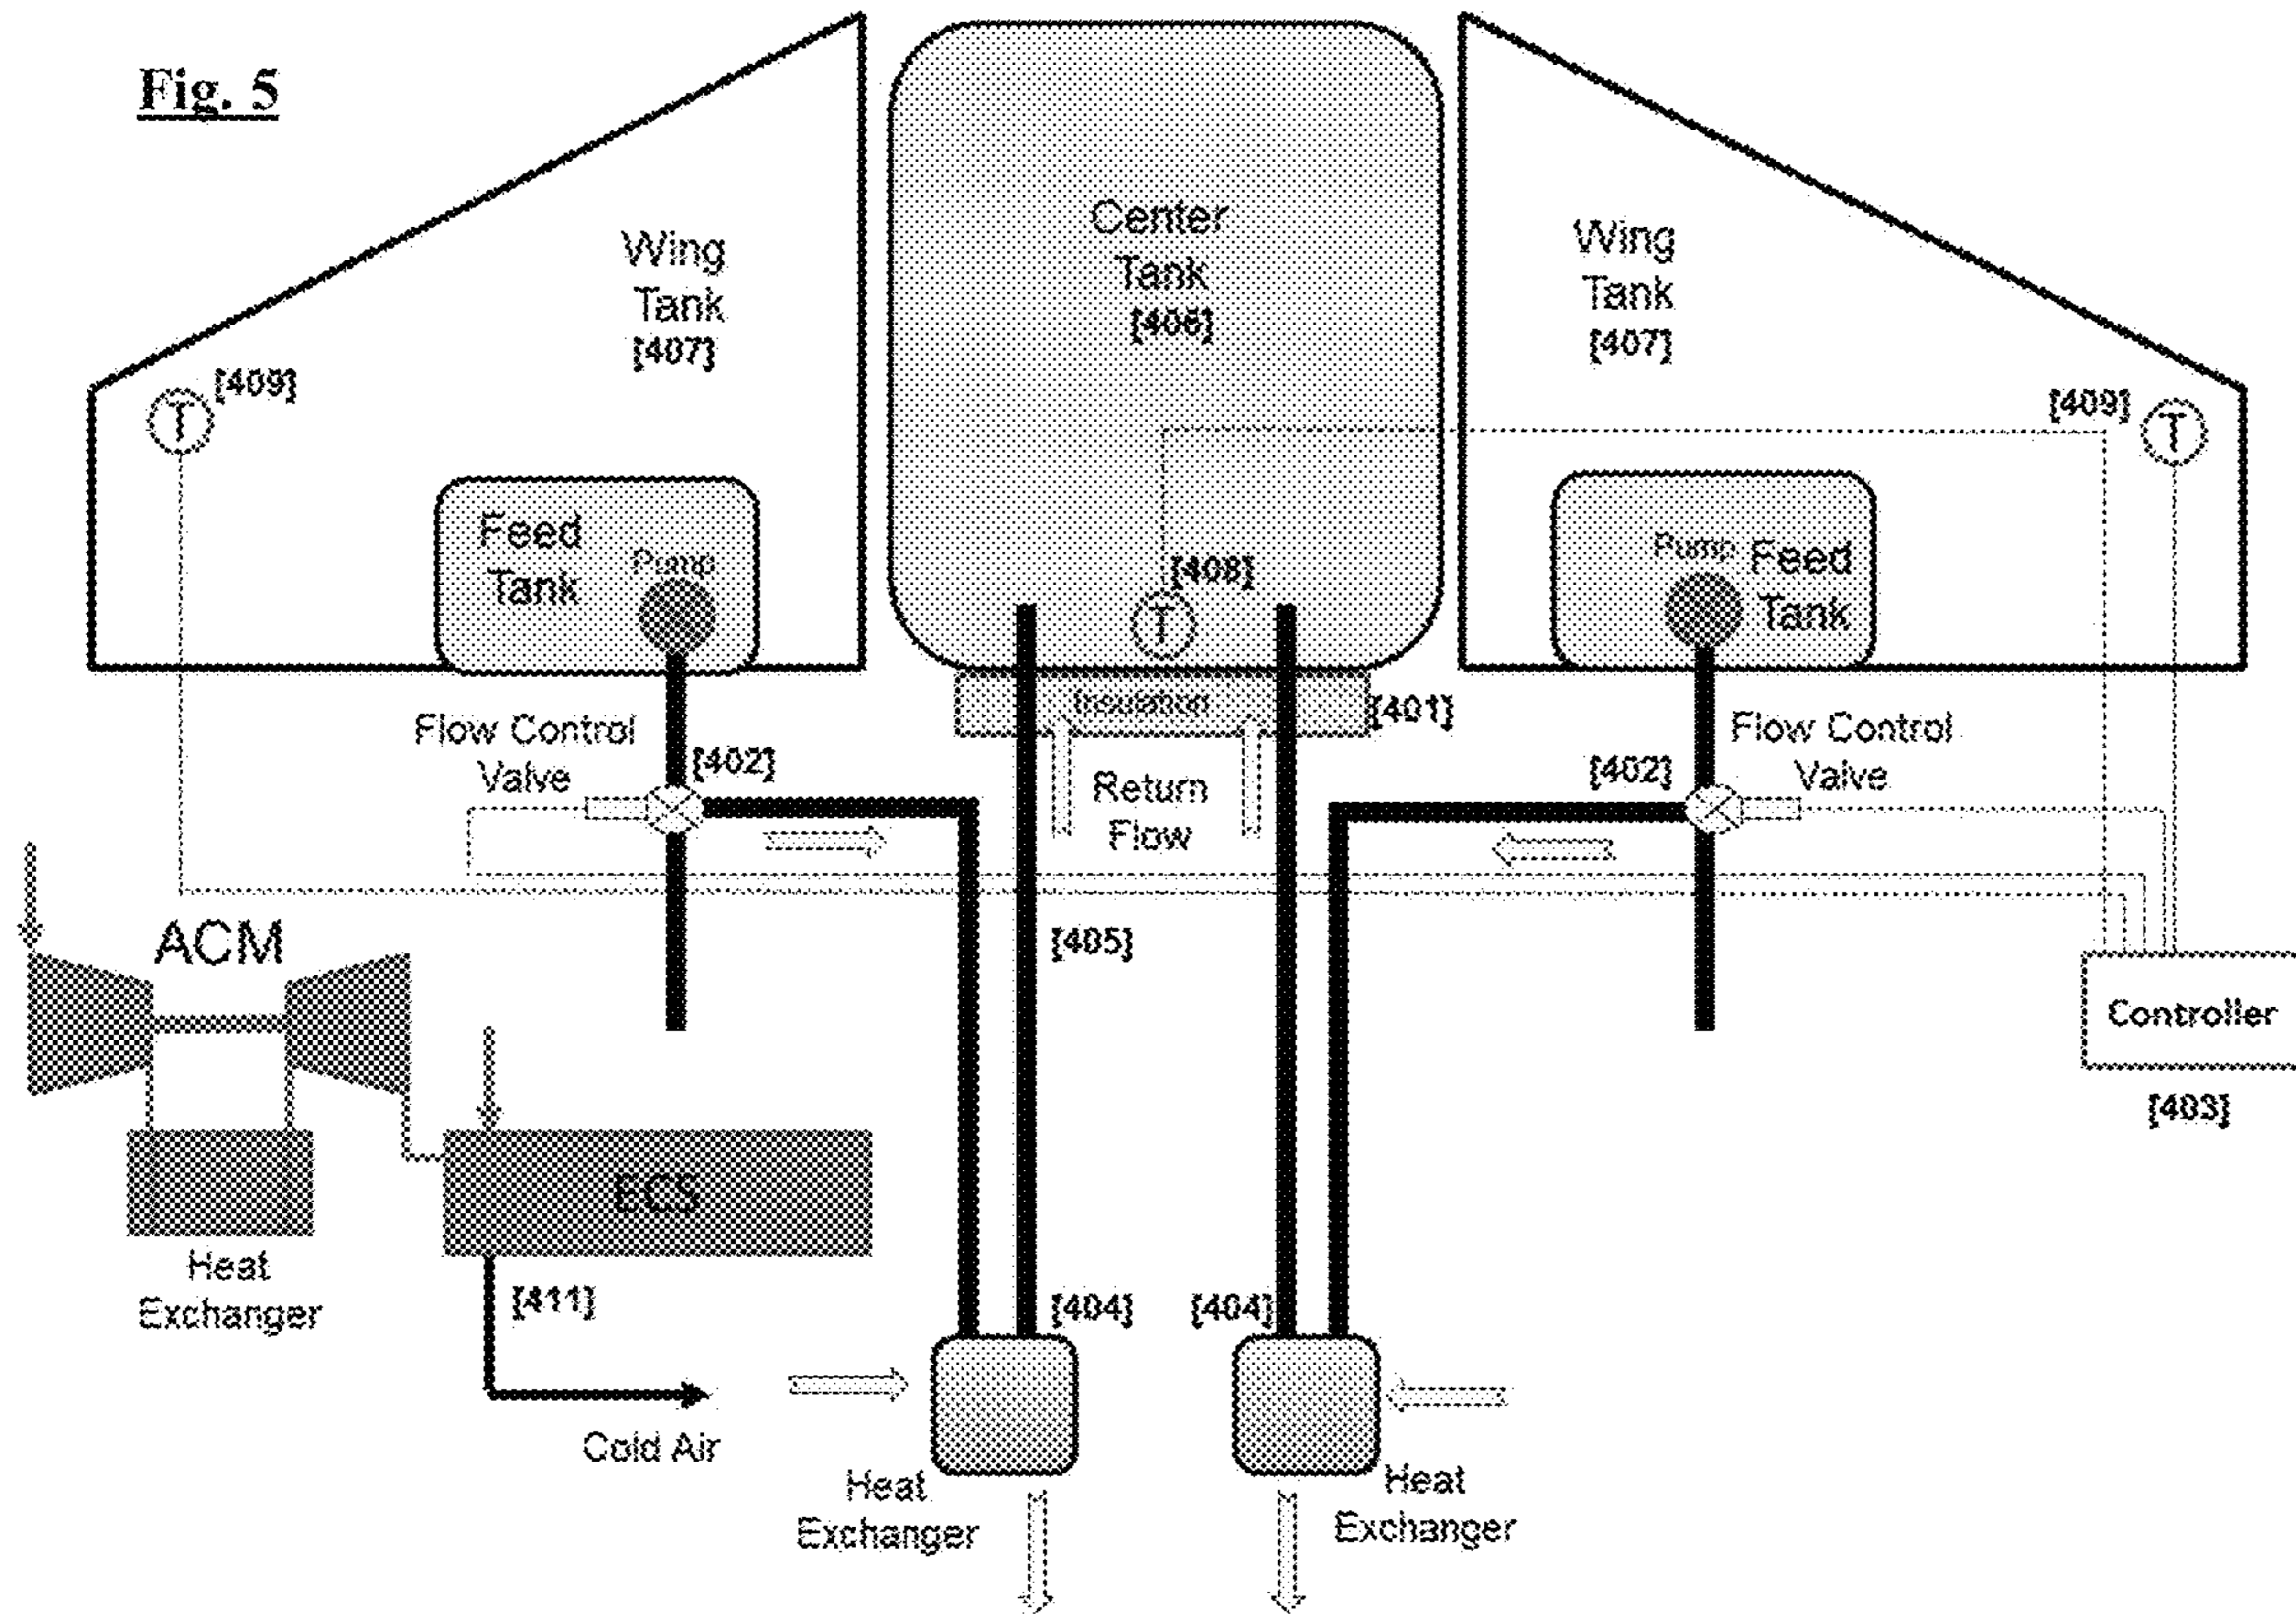 Fig. 5
Wing
Tank
[407]
Center
Tank
[406]
Wing
Tank
[407]
[409]
T
[409]
T
Feed
Tank
Pump
[408]
T
Pump
Feed
Tank
Insulation
[401]
Flow Control
Valve
[402]
Return
Flow
[402]
Flow Control
Valve
ACM
[405]
Controller
[403]
ECS
Heat
Exchanger
[411]
[404]
[404]
Cold Air
Heat
Exchanger
Heat
Exchanger